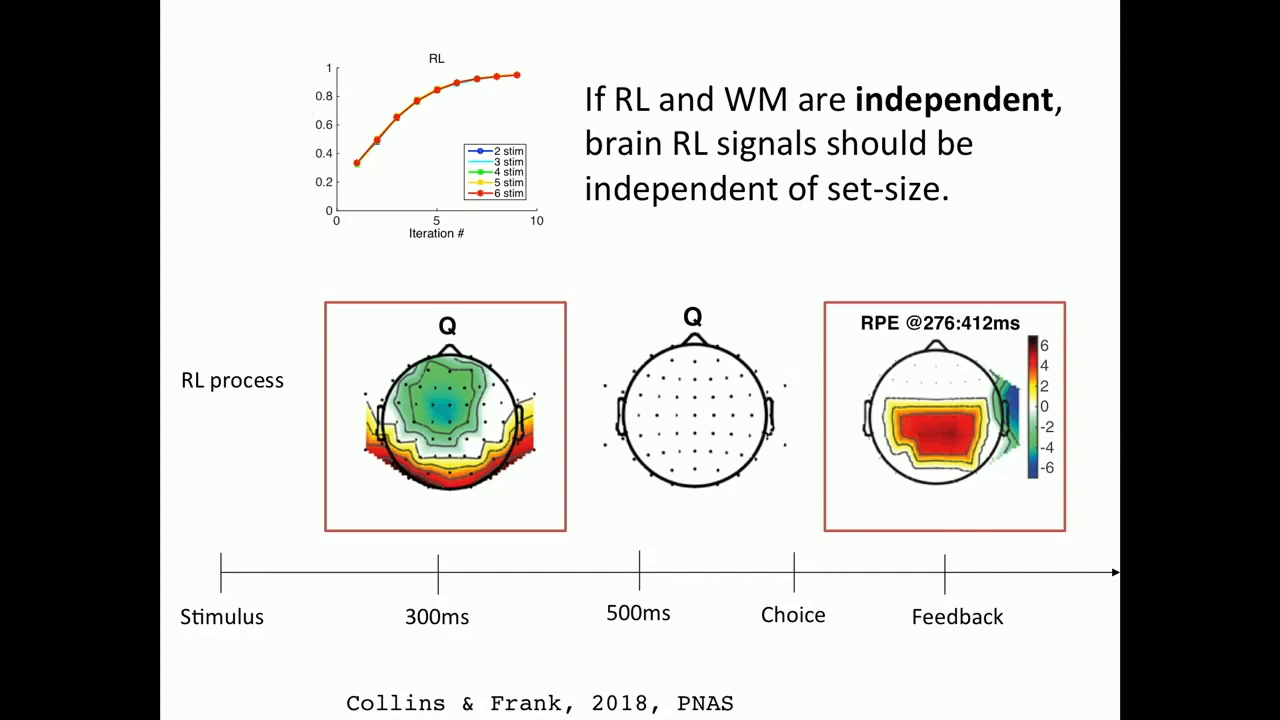 RL
1
0.8
0.6
0.4
0.2
0
0 5 10
Iteration #
2 stim
3 stim
4 stim
5 stim
6 stim
If RL and WM are independent,
brain RL signals should be
independent of set-size.
RL process
Q
Q
RPE @276:412ms
6
4
2
0
-2
-4
-6
Stimulus 300ms 500ms Choice Feedback
Collins & Frank, 2018, PNAS